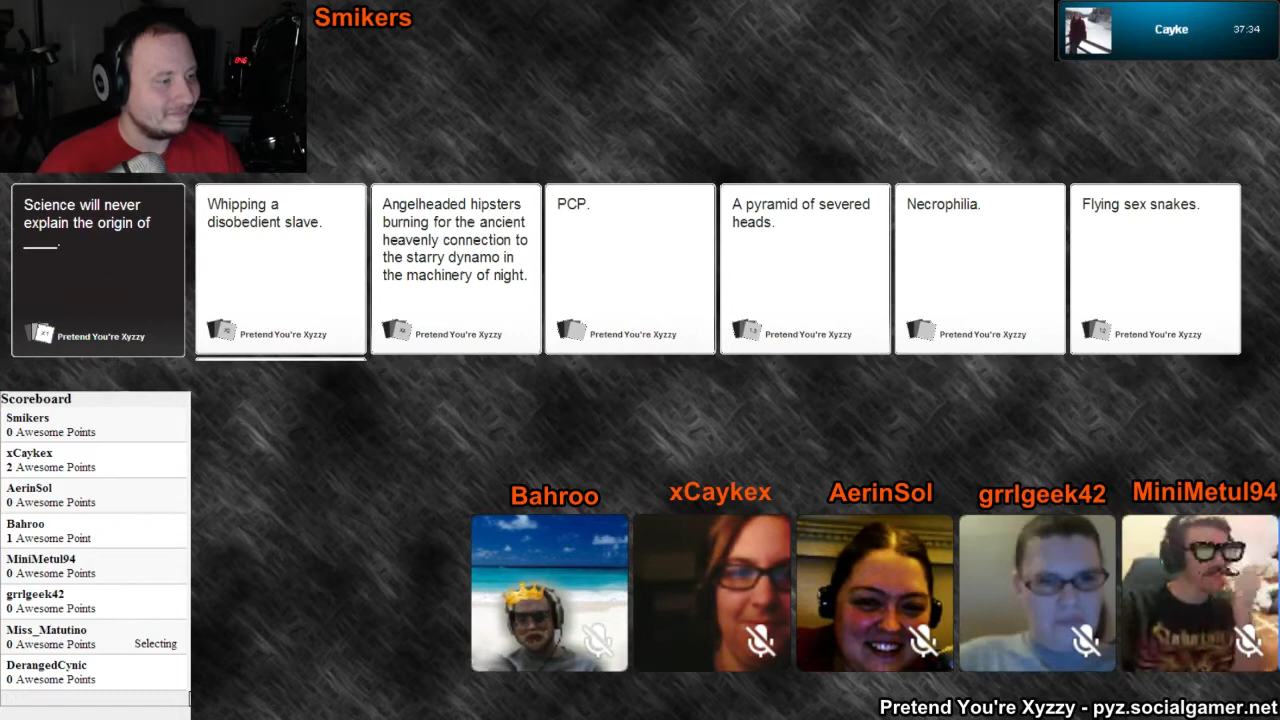 Smikers
Cayke 37:34
Science will never
explain the origin of
____.
Pretend You're Xyzzy
Whipping a
disobedient slave.
Pretend You're Xyzzy
Angelheaded hipsters
burning for the ancient
heavenly connection to
the starry dynamo in
the machinery of night.
Pretend You're Xyzzy
PCP.
Pretend You're Xyzzy
A pyramid of severed
heads.
Pretend You're Xyzzy
Necrophilia.
Pretend You're Xyzzy
Flying sex snakes.
Pretend You're Xyzzy
Scoreboard
Smikers
0 Awesome Points
xCaykex
2 Awesome Points
AerinSol
0 Awesome Points
Bahroo
1 Awesome Point
MiniMetul94
0 Awesome Points
grrlgeek42
0 Awesome Points
Miss_Matutino
0 Awesome Points Selecting
DerangedCynic
0 Awesome Points
Bahroo
xCaykex
AerinSol
grrlgeek42
MiniMetul94
Pretend You're Xyzzy - pyz.socialgamer.net